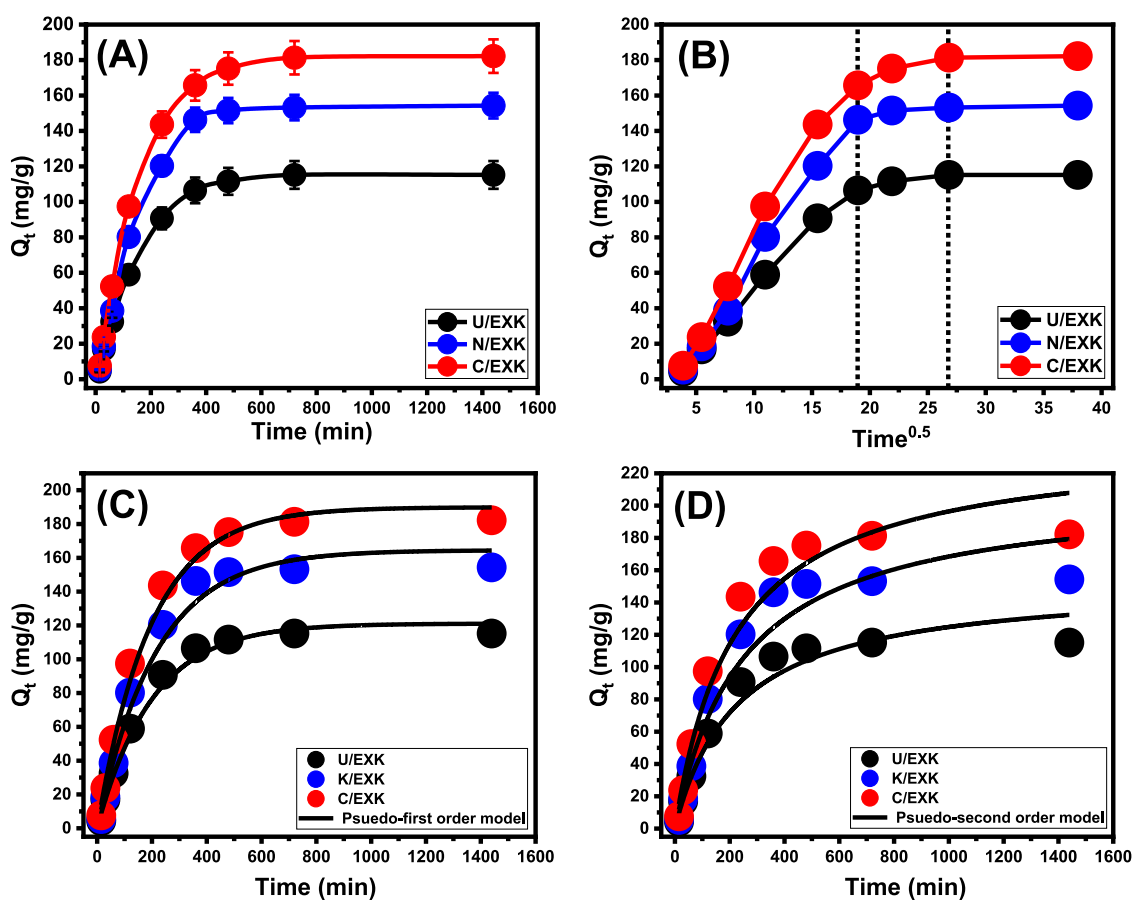 (A)
Qt (mg/g)
200
180
160
140
120
100
80
60
40
20
0
0 200 400 600 800 1000 1200 1400 1600
Time (min)
U/EXK
N/EXK
C/EXK
(B)
Qt (mg/g)
200
180
160
140
120
100
80
60
40
20
0
5 10 15 20 25 30 35 40
Time^0.5
U/EXK
N/EXK
C/EXK
(C)
Qt (mg/g)
200
180
160
140
120
100
80
60
40
20
0
0 200 400 600 800 1000 1200 1400 1600
Time (min)
U/EXK
K/EXK
C/EXK
Psuedo-first order model
(D)
Qt (mg/g)
220
200
180
160
140
120
100
80
60
40
20
0
0 200 400 600 800 1000 1200 1400 1600
Time (min)
U/EXK
K/EXK
C/EXK
Psuedo-second order model